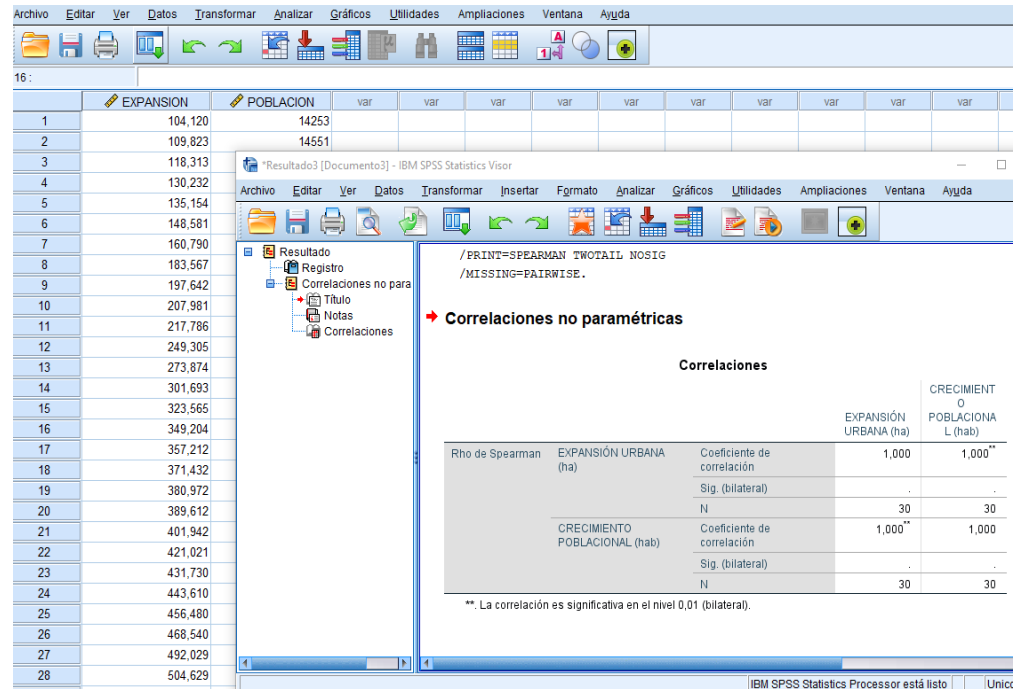 Archivo Editar Ver Datos Transformar Analizar Gráficos Utilidades Ampliaciones Ventana Ayuda
16 :
EXPANSION POBLACION var var var var var var var var var var
1 104,120 14253
2 109,823 14551
3 118,313
4 130,232
5 135,154
6 148,581
7 160,790
8 183,567
9 197,642
10 207,981
11 217,786
12 249,305
13 273,874
14 301,693
15 323,565
16 349,204
17 357,212
18 371,432
19 380,972
20 389,612
21 401,942
22 421,021
23 431,730
24 443,610
25 456,480
26 468,540
27 492,029
28 504,629
*Resultado3 [Documento3] - IBM SPSS Statistics Visor
Archivo Editar Ver Datos Transformar Insertar Formato Analizar Gráficos Utilidades Ampliaciones Ventana Ayuda
Resultado
Registro
Correlaciones no para
Título
Notas
Correlaciones
/PRINT=SPEARMAN TWOTAIL NOSIG
/MISSING=PAIRWISE.
Correlaciones no paramétricas
Correlaciones
EXPANSIÓN
URBANA (ha)
CRECIMIENT
O
POBLACIONA
L (hab)
Rho de Spearman EXPANSIÓN URBANA
(ha)
Coeficiente de
correlación
1,000 1,000**
Sig. (bilateral) . .
N 30 30
CRECIMIENTO
POBLACIONAL (hab)
Coeficiente de
correlación
1,000** 1,000
Sig. (bilateral) . .
N 30 30
**. La correlación es significativa en el nivel 0,01 (bilateral).
IBM SPSS Statistics Processor está listo Unico